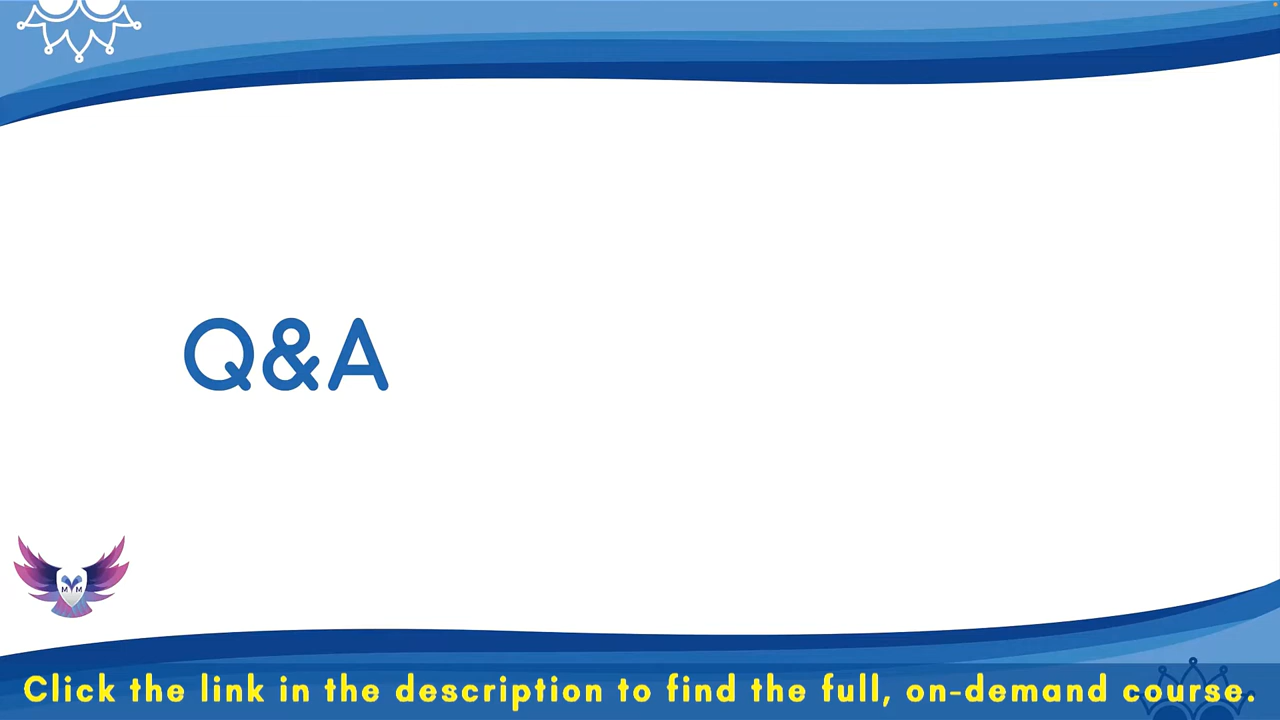 Q&A
M M
Click the link in the description to find the full, on-demand course.